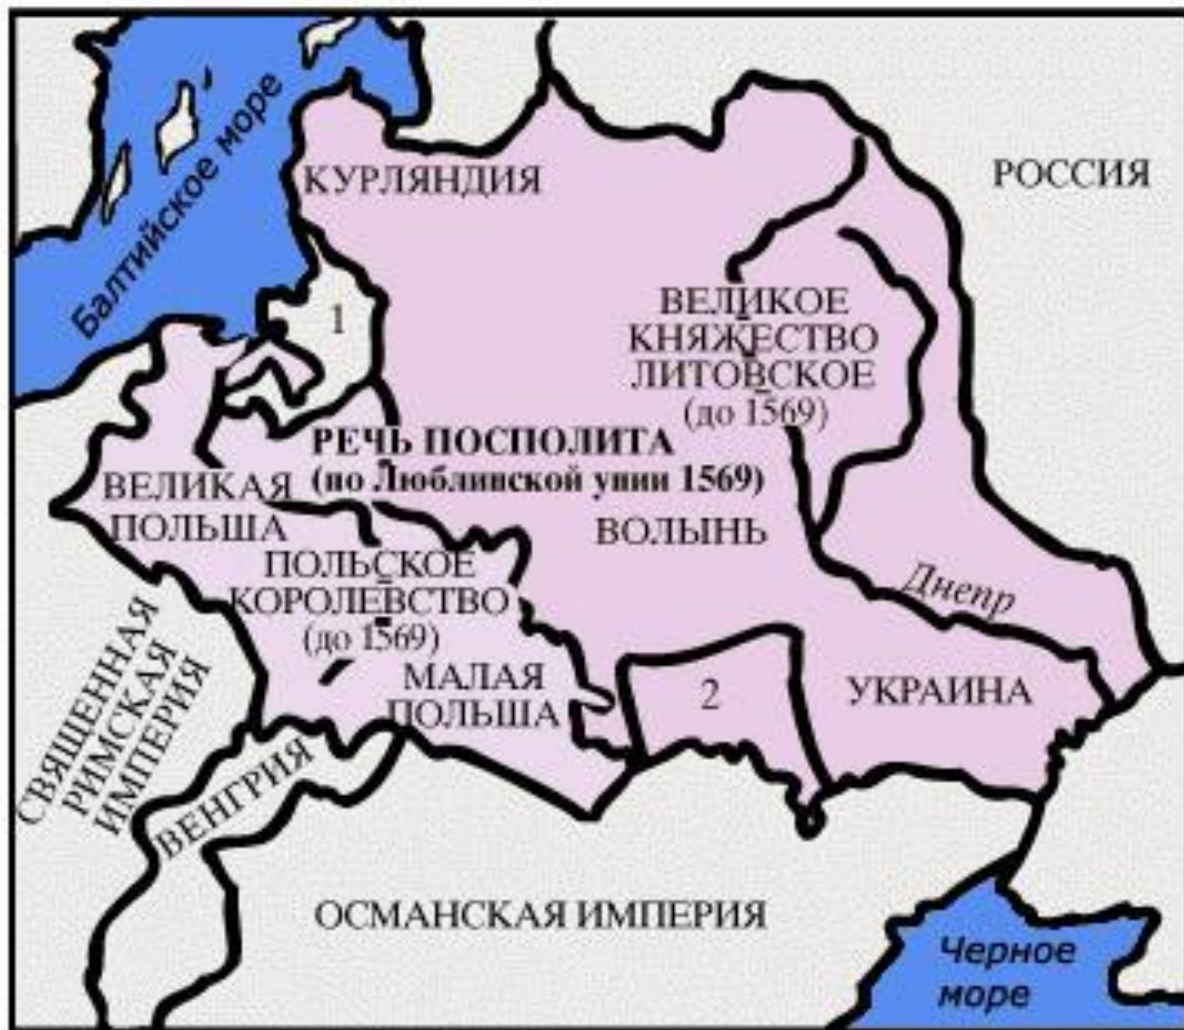 Балтийское море
КУРЛЯНДИЯ
РОССИЯ
1
ВЕЛИКОЕ
КНЯЖЕСТВО
ЛИТОВСКОЕ
(до 1569)
РЕЧЬ ПОСПОЛИТА
(по Люблинской унии 1569)
ВЕЛИКАЯ
ПОЛЬША
ВОЛЫНЬ
ПОЛЬСКОЕ
КОРОЛЕВСТВО
(до 1569)
Днепр
МАЛАЯ
ПОЛЬША
2
УКРАИНА
СВЯЩЕННАЯ
РИМСКАЯ
ИМПЕРИЯ
ВЕНГРИЯ
ОСМАНСКАЯ ИМПЕРИЯ
Черное
море